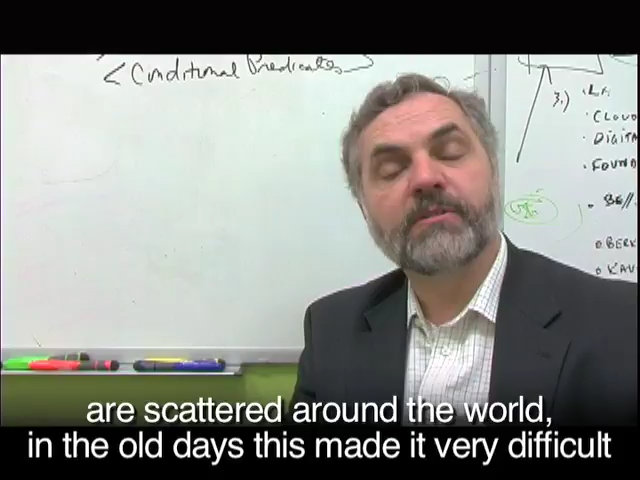 < Conditional Predicates
3.)
CLOUD
DIGITA
FOUND
BERK
are scattered around the world,
in the old days this made it very difficult